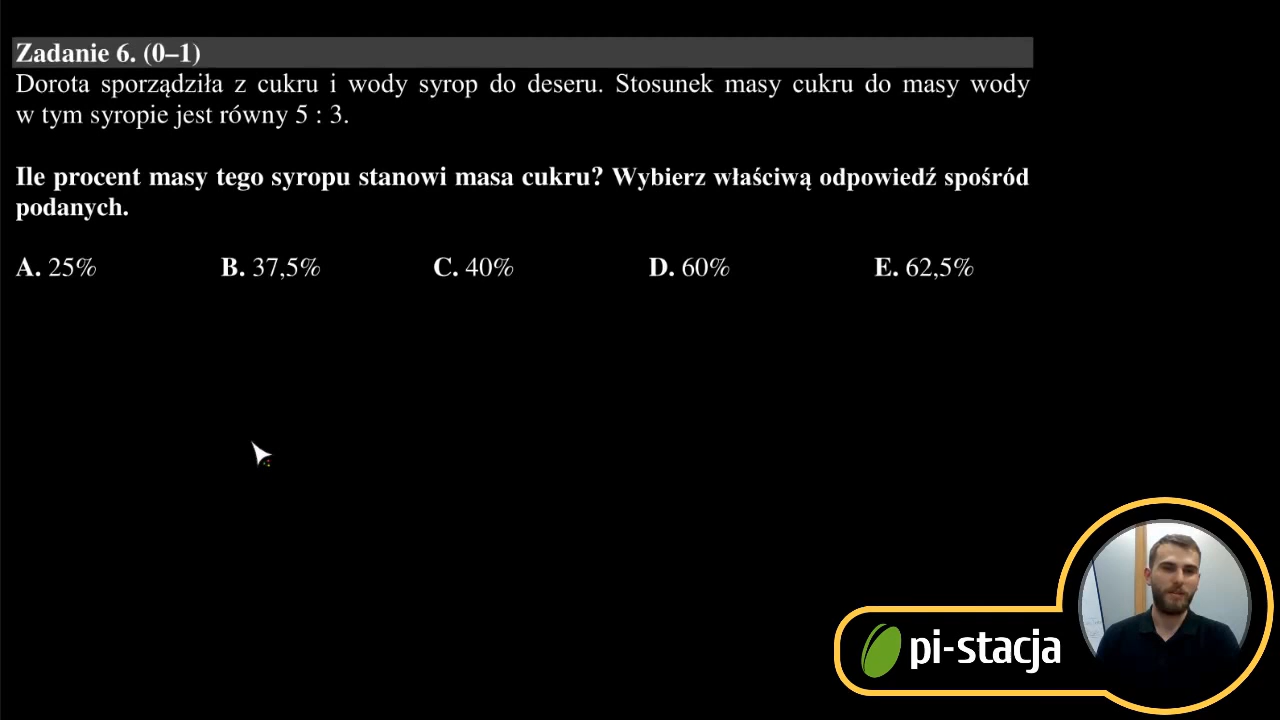 Zadanie 6. (0–1)
Dorota sporządziła z cukru i wody syrop do deseru. Stosunek masy cukru do masy wody
w tym syropie jest równy 5 : 3.
Ile procent masy tego syropu stanowi masa cukru? Wybierz właściwą odpowiedź spośród
podanych.
A. 25% B. 37,5% C. 40% D. 60% E. 62,5%
pi-stacja